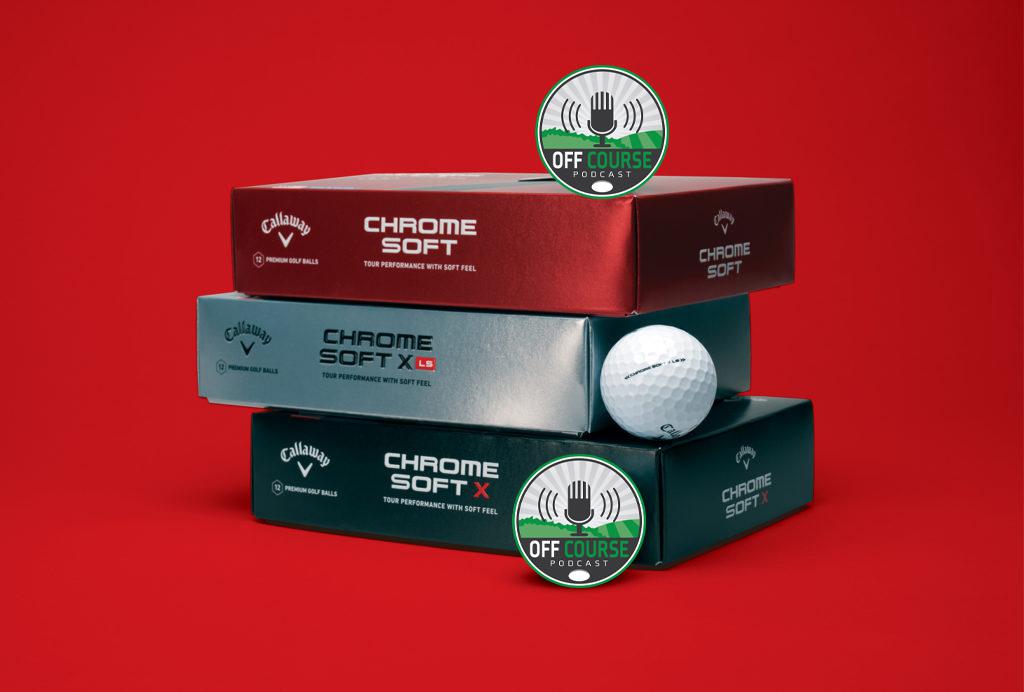 OFF COURSE
PODCAST
Callaway
12 PREMIUM GOLF BALLS
CHROME
SOFT
TOUR PERFORMANCE WITH SOFT FEEL
Callaway
CHROME
SOFT
Callaway
12 PREMIUM GOLF BALLS
CHROME
SOFT X LS
TOUR PERFORMANCE WITH SOFT FEEL
CHROME SOFT X LS
Callaway
12 PREMIUM GOLF BALLS
CHROME
SOFT X
TOUR PERFORMANCE WITH SOFT FEEL
Callaway
CHROME
SOFT X
OFF COURSE
PODCAST